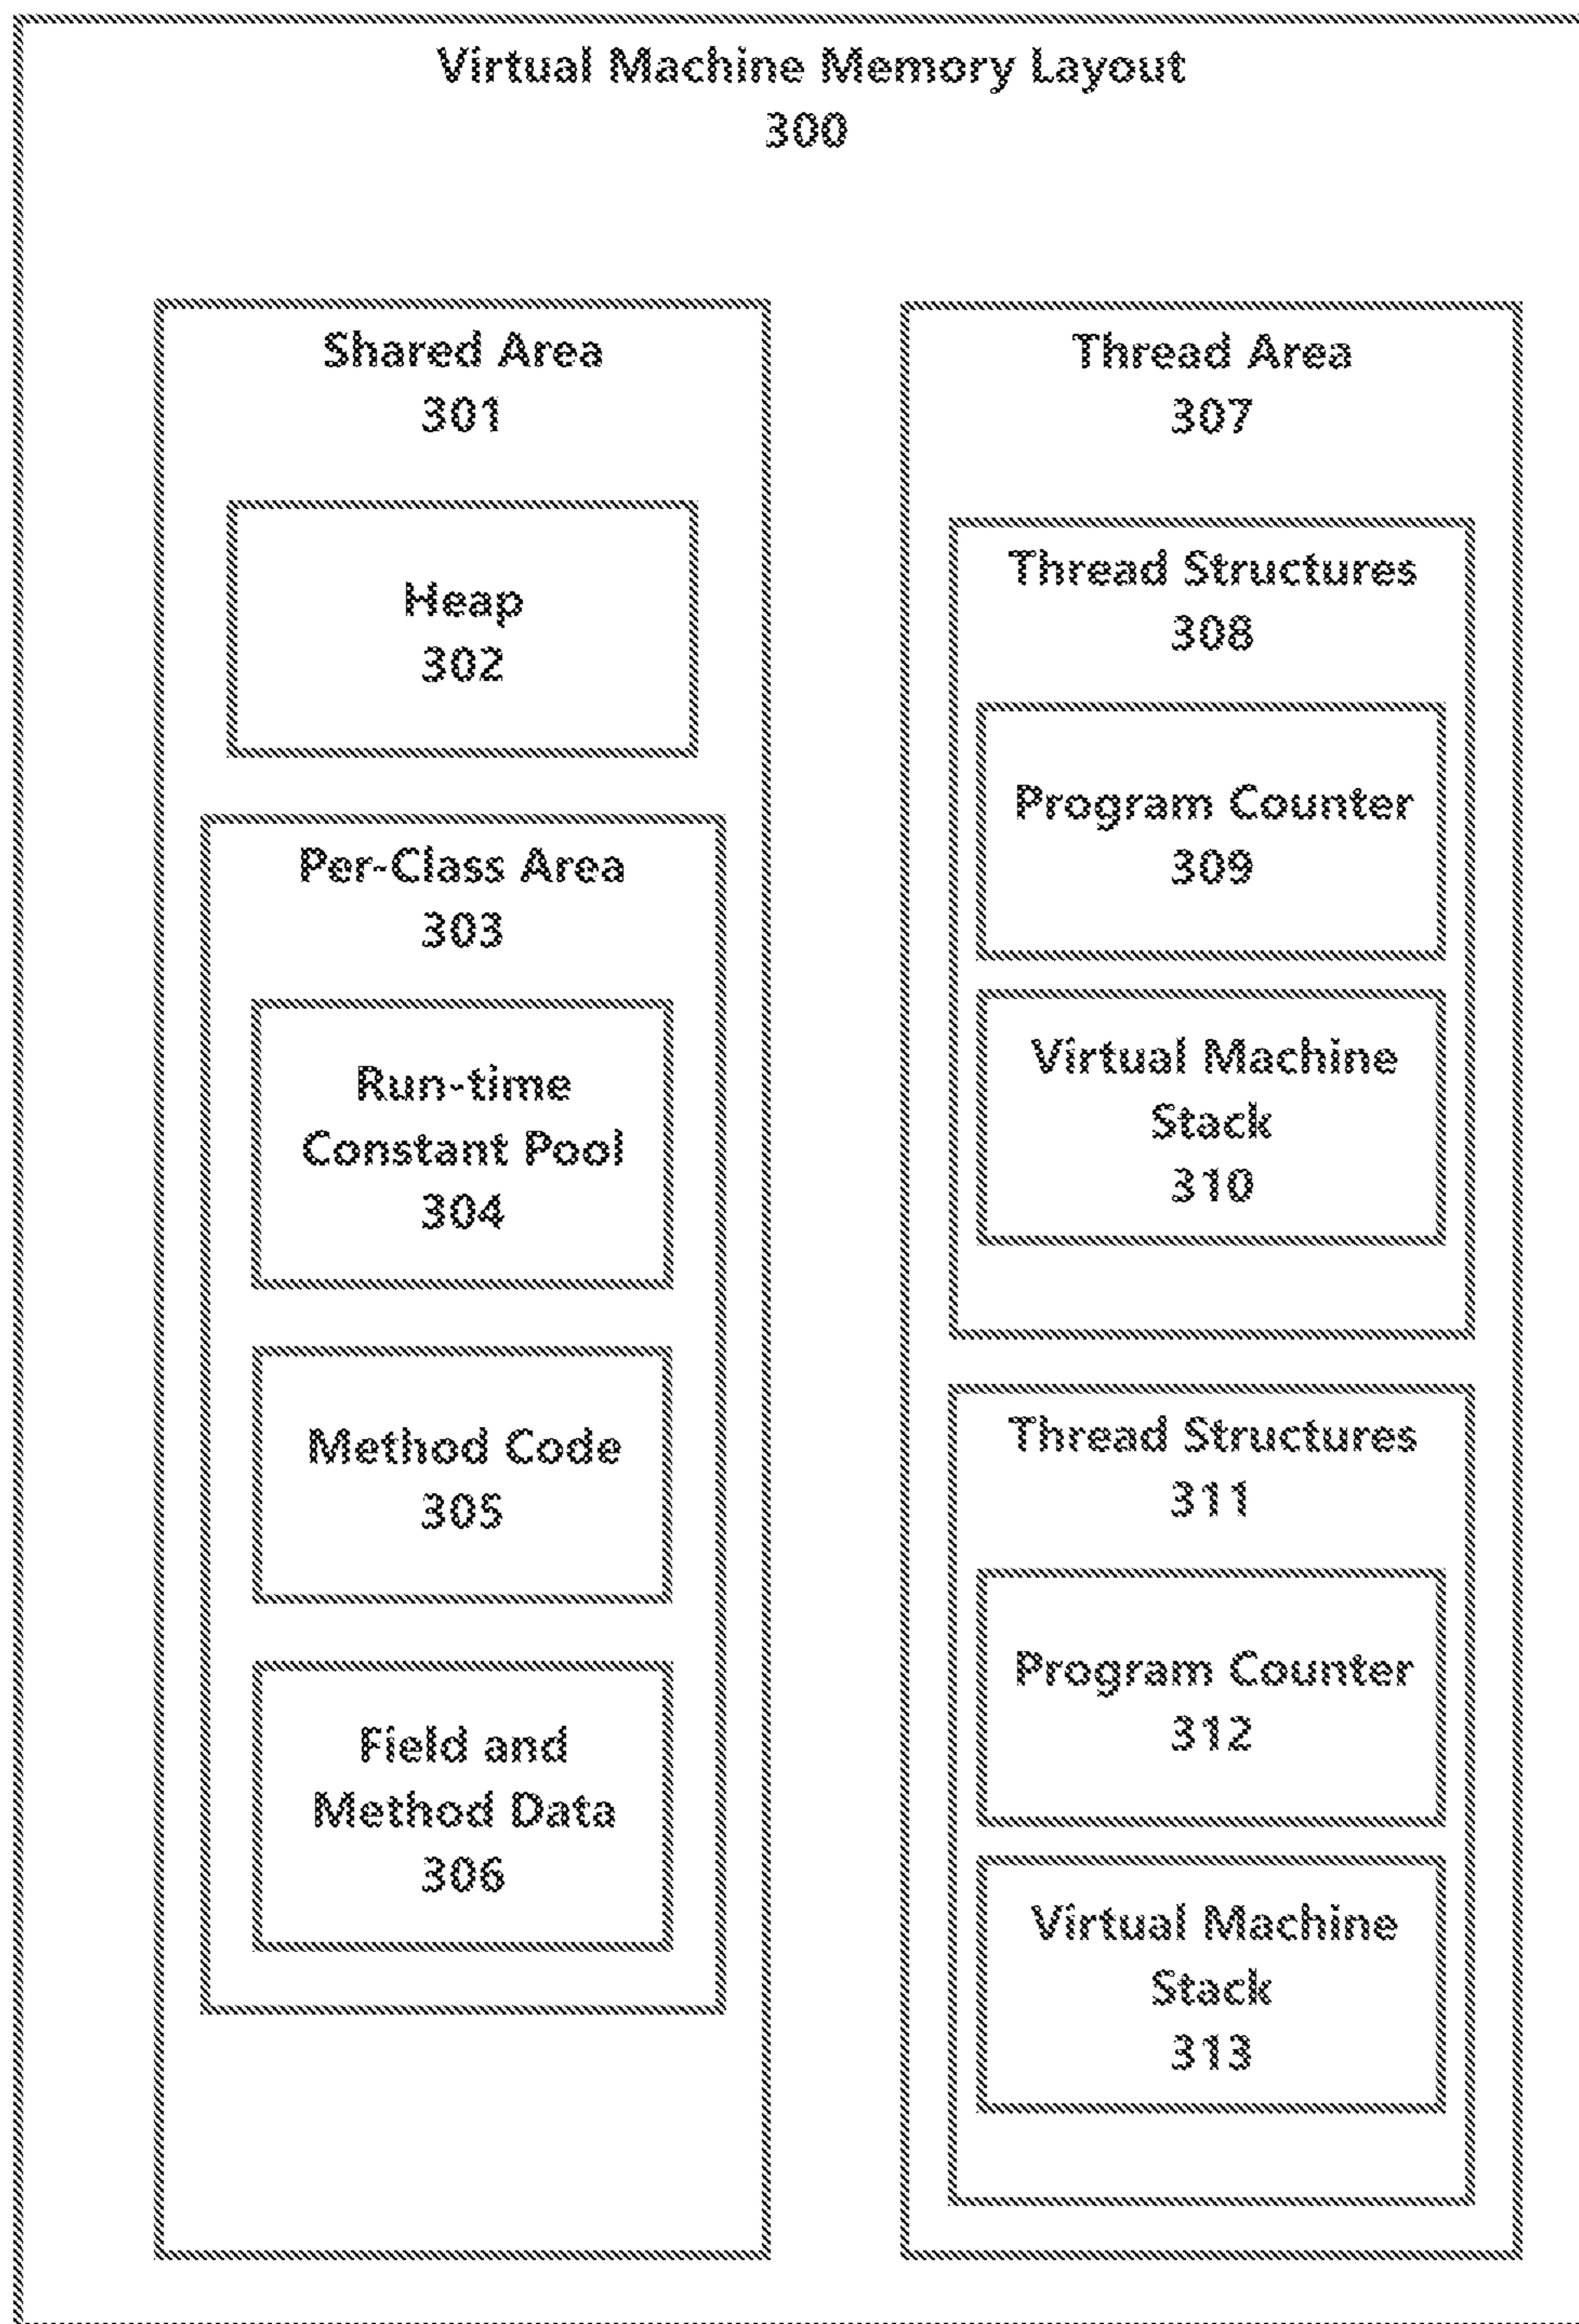 Virtual Machine Memory Layout
300
Shared Area
301
Heap
302
Per-Class Area
303
Run-time
Constant Pool
304
Method Code
305
Field and
Method Data
306
Thread Area
307
Thread Structures
308
Program Counter
309
Virtual Machine
Stack
310
Thread Structures
311
Program Counter
312
Virtual Machine
Stack
313